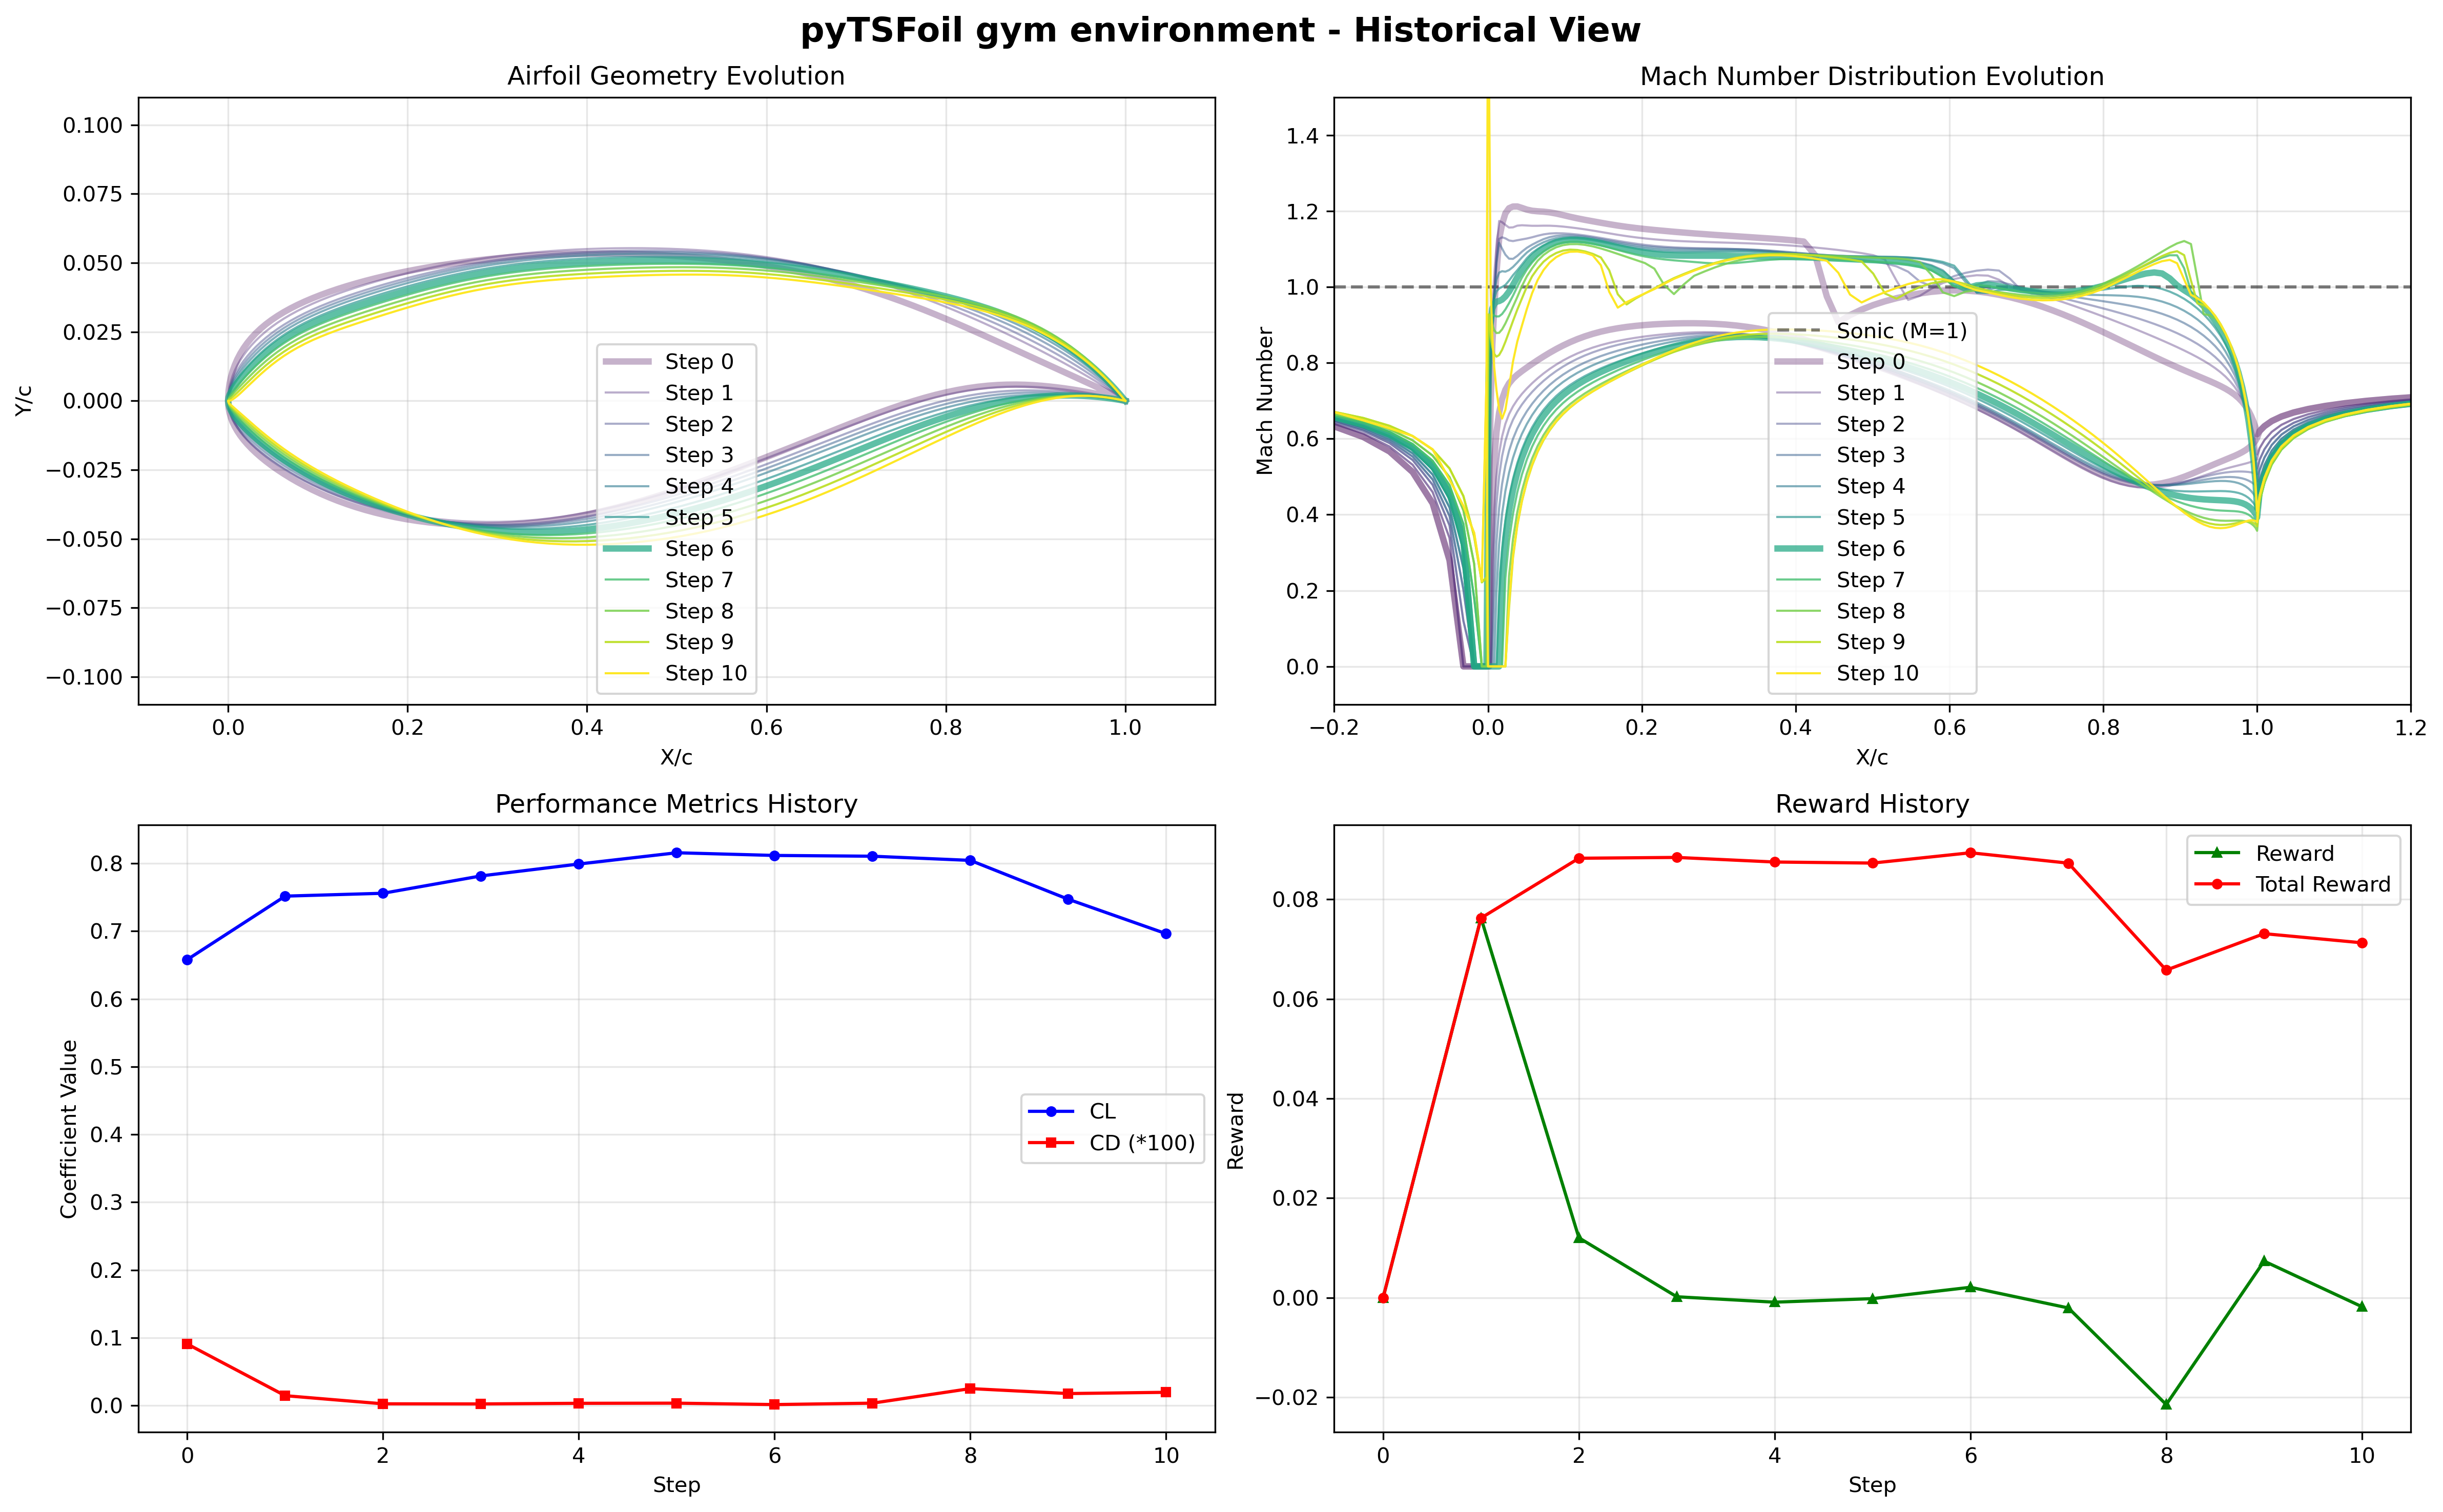 pyTSFoil gym environment - Historical View
Airfoil Geometry Evolution
0.100
0.075
0.050
0.025
0.000
−0.025
−0.050
−0.075
−0.100
Y/c
Step 0
Step 1
Step 2
Step 3
Step 4
Step 5
Step 6
Step 7
Step 8
Step 9
Step 10
0.0 0.2 0.4 0.6 0.8 1.0
X/c
Mach Number Distribution Evolution
1.4
1.2
1.0
0.8
0.6
0.4
0.2
0.0
Mach Number
Sonic (M=1)
Step 0
Step 1
Step 2
Step 3
Step 4
Step 5
Step 6
Step 7
Step 8
Step 9
Step 10
−0.2 0.0 0.2 0.4 0.6 0.8 1.0 1.2
X/c
Performance Metrics History
0.8
0.7
0.6
0.5
0.4
0.3
0.2
0.1
0.0
Coefficient Value
CL
CD (*100)
0 2 4 6 8 10
Step
Reward History
0.08
0.06
0.04
0.02
0.00
−0.02
Reward
Reward
Total Reward
0 2 4 6 8 10
Step